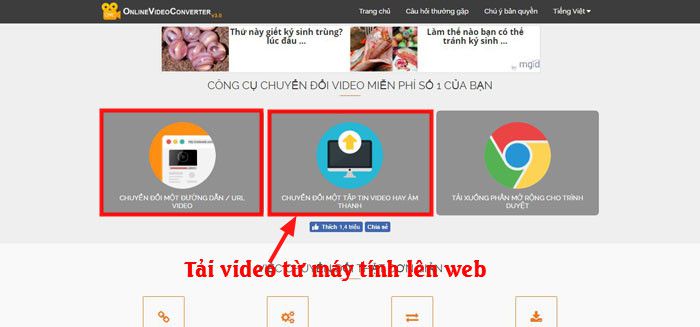 ONLINEVIDEOCONVERTER v3.0
Trang chủ Câu hỏi thường gặp Chú ý bản quyền Tiếng Việt
Thứ này giết ký sinh trùng?
lúc đầu ...
Làm thế nào bạn có thể
tránh ký sinh ...
by mgid
CÔNG CỤ CHUYỂN ĐỔI VIDEO MIỄN PHÍ SỐ 1 CỦA BẠN
CHUYỂN ĐỔI MỘT ĐƯỜNG DẪN / URL
VIDEO
CHUYỂN ĐỔI MỘT TẬP TIN VIDEO HAY ÂM
THANH
TẢI XUỐNG PHẦN MỞ RỘNG CHO TRÌNH
DUYỆT
Thích 1,4 triệu Chia sẻ
Tải video từ máy tính lên web